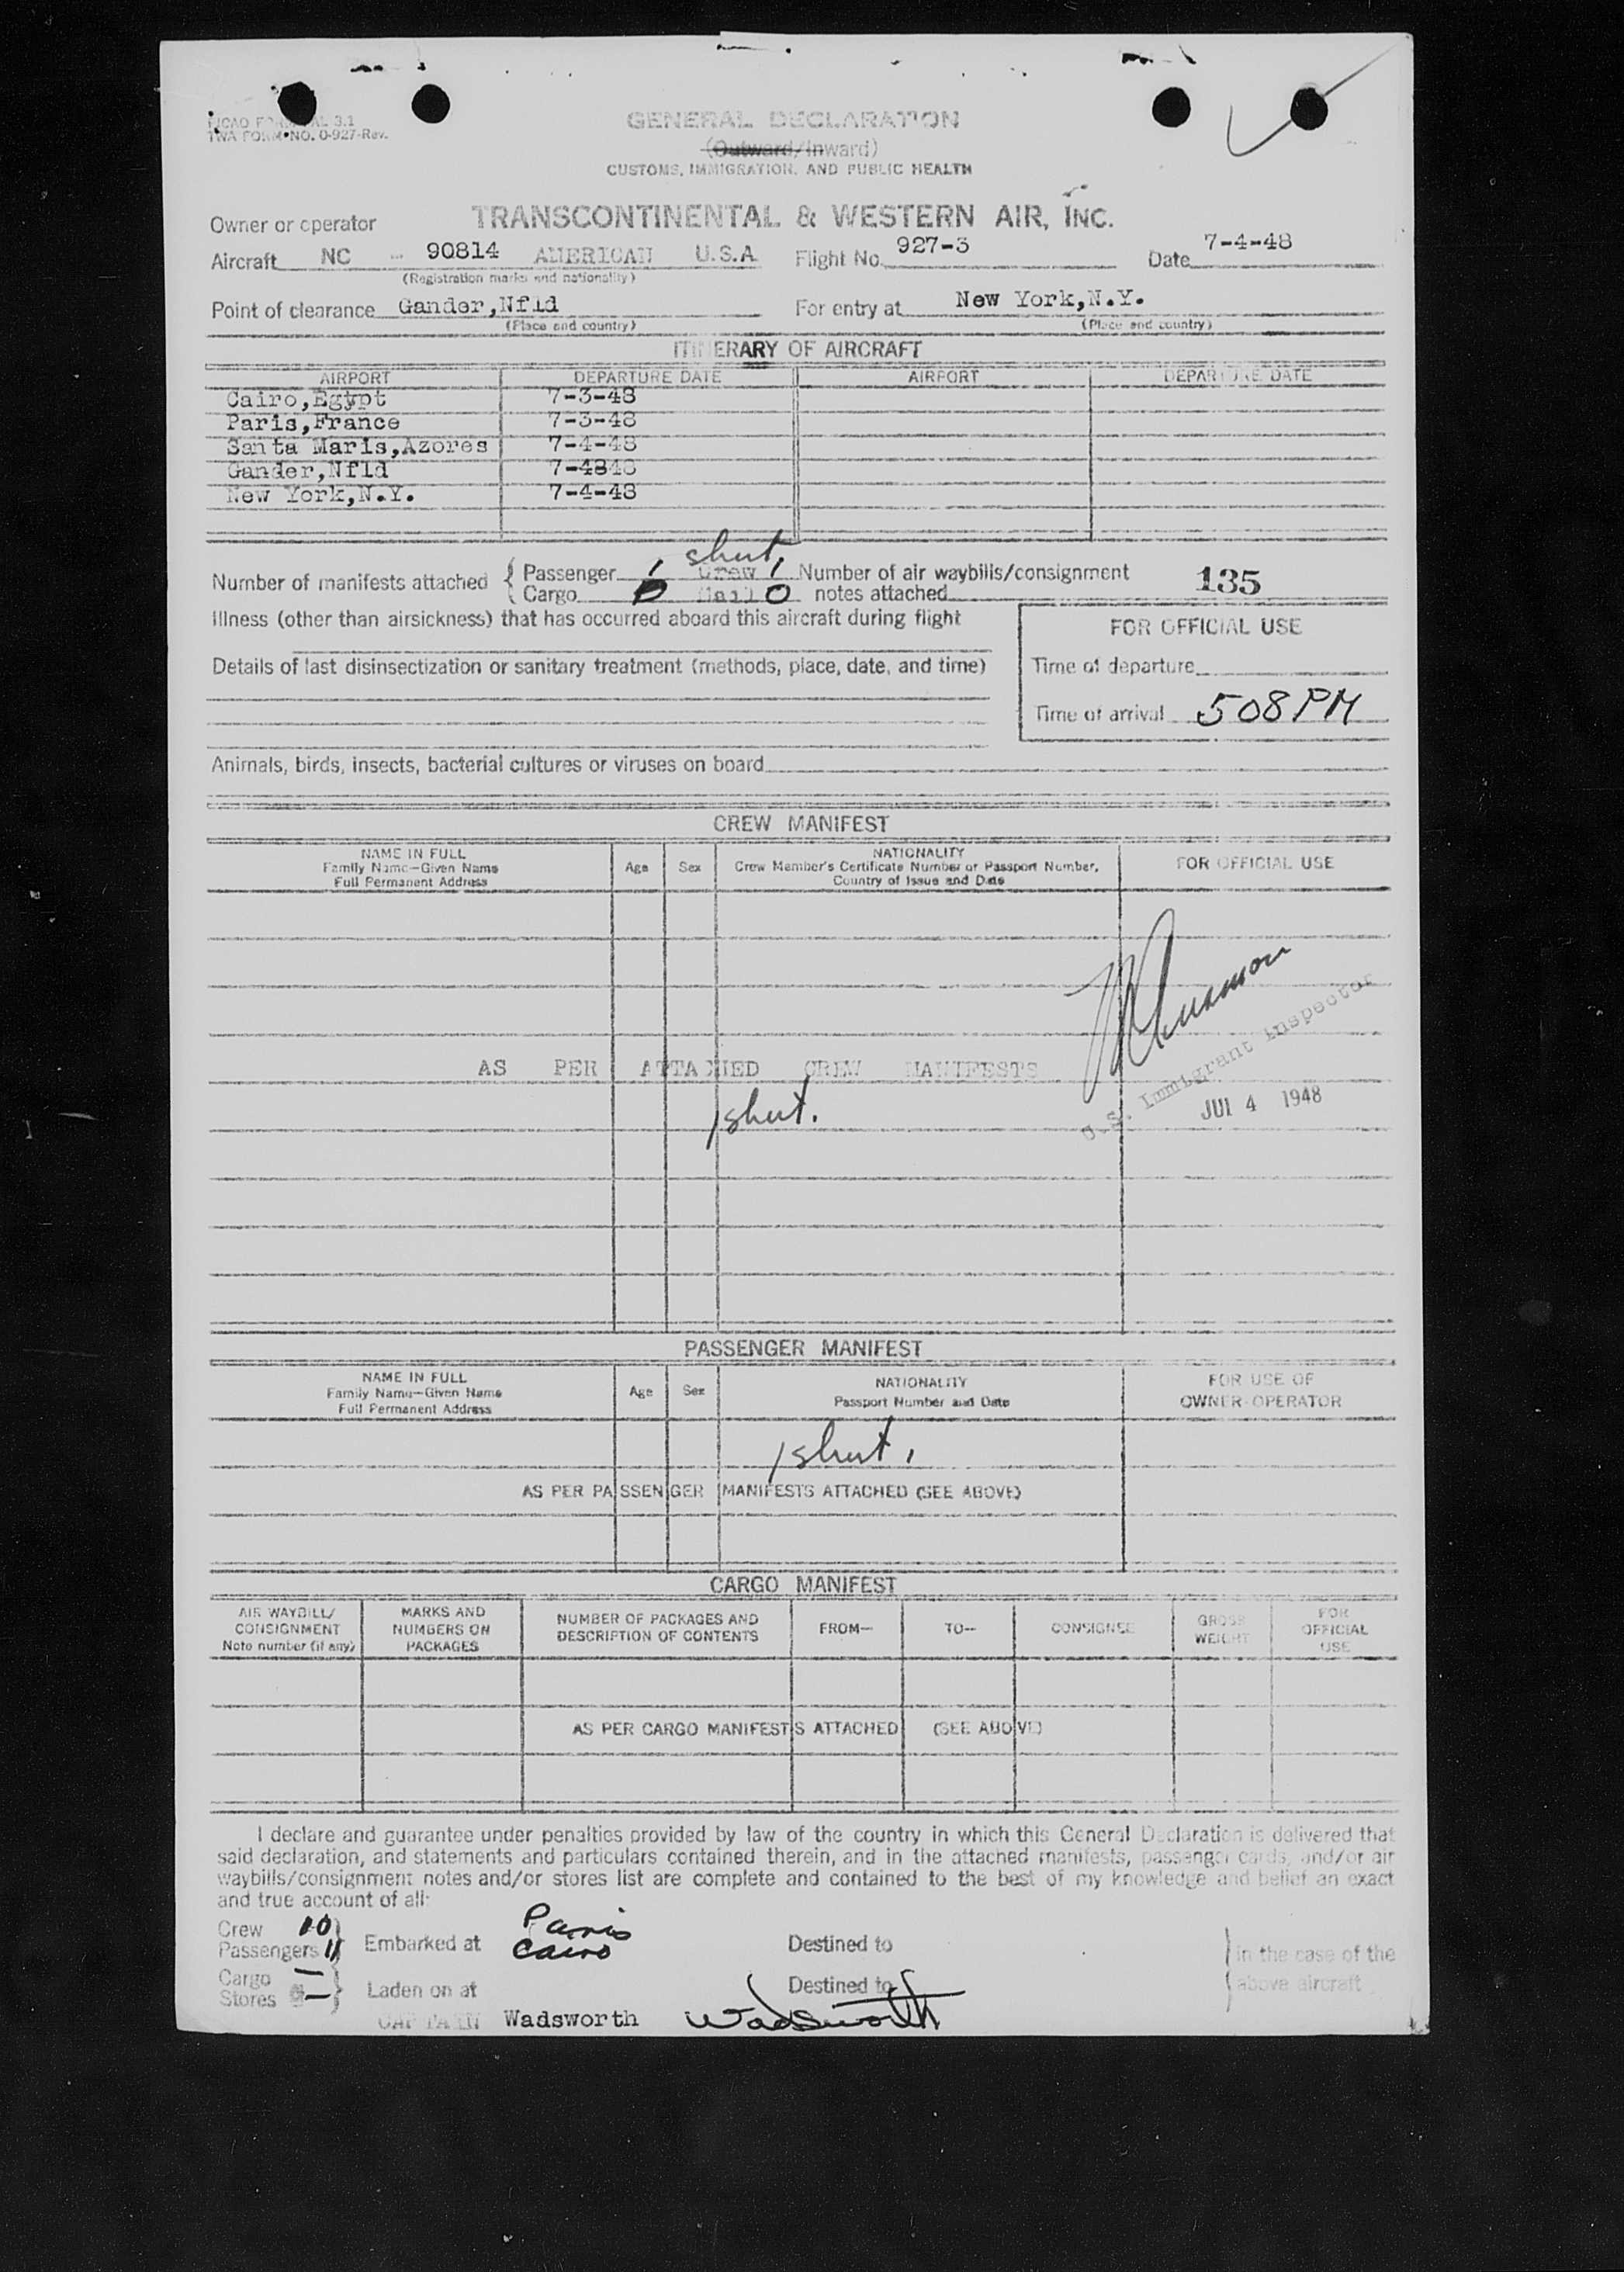 ICAO FORM AL 3.1
TWA FORM NO. 0-927-Rev.
GENERAL DECLARATION
(Outward/Inward)
CUSTOMS, IMMIGRATION, AND PUBLIC HEALTH
Owner or operator TRANSCONTINENTAL & WESTERN AIR, INC.
Aircraft NC - 90814 AMERICAN U.S.A. Flight No. 927-3 Date 7-4-48
(Registration marks and nationality)
Point of clearance Gander,Nfld For entry at New York,N.Y.
(Place and country) (Place and country)
ITINERARY OF AIRCRAFT
AIRPORT DEPARTURE DATE AIRPORT DEPARTURE DATE
Cairo,Egypt 7-3-48
Paris,France 7-3-48
Santa Maris,Azores 7-4-48
Gander,Nfld 7-4848
New York,N.Y. 7-4-48
shut.
Number of manifests attached { Passenger 1 Crew 1 Number of air waybills/consignment 135
Cargo 0 Mail 0 notes attached
Illness (other than airsickness) that has occurred aboard this aircraft during flight
FOR OFFICIAL USE
Details of last disinsectization or sanitary treatment (methods, place, date, and time)
Time of departure
Time of arrival 508 PM
Animals, birds, insects, bacterial cultures or viruses on board
CREW MANIFEST
NAME IN FULL Family Name—Given Name Full Permanent Address Age Sex NATIONALITY Crew Member's Certificate Number or Passport Number, Country of Issue and Date FOR OFFICIAL USE
AS PER ATTACHED CREW MANIFESTS
U.S. Immigrant Inspector
1 shut.
JUL 4 1948
PASSENGER MANIFEST
NAME IN FULL Family Name—Given Name Full Permanent Address Age Sex NATIONALITY Passport Number and Date FOR USE OF OWNER-OPERATOR
1 shut.
AS PER PASSENGER MANIFESTS ATTACHED (SEE ABOVE)
CARGO MANIFEST
AIR WAYBILL/ CONSIGNMENT Note number (if any) MARKS AND NUMBERS ON PACKAGES NUMBER OF PACKAGES AND DESCRIPTION OF CONTENTS FROM— TO— CONSIGNEE GROSS WEIGHT FOR OFFICIAL USE
AS PER CARGO MANIFESTS ATTACHED (SEE ABOVE)
I declare and guarantee under penalties provided by law of the country in which this General Declaration is delivered that
said declaration, and statements and particulars contained therein, and in the attached manifests, passenger cards, and/or air
waybills/consignment notes and/or stores list are complete and contained to the best of my knowledge and belief an exact
and true account of all:
Crew 10 } Embarked at Paris Destined to } in the case of the
Passengers 11 Cairo
Cargo — } Laden on at Destined to { above aircraft
Stores —
CAPTAIN Wadsworth Wadsworth